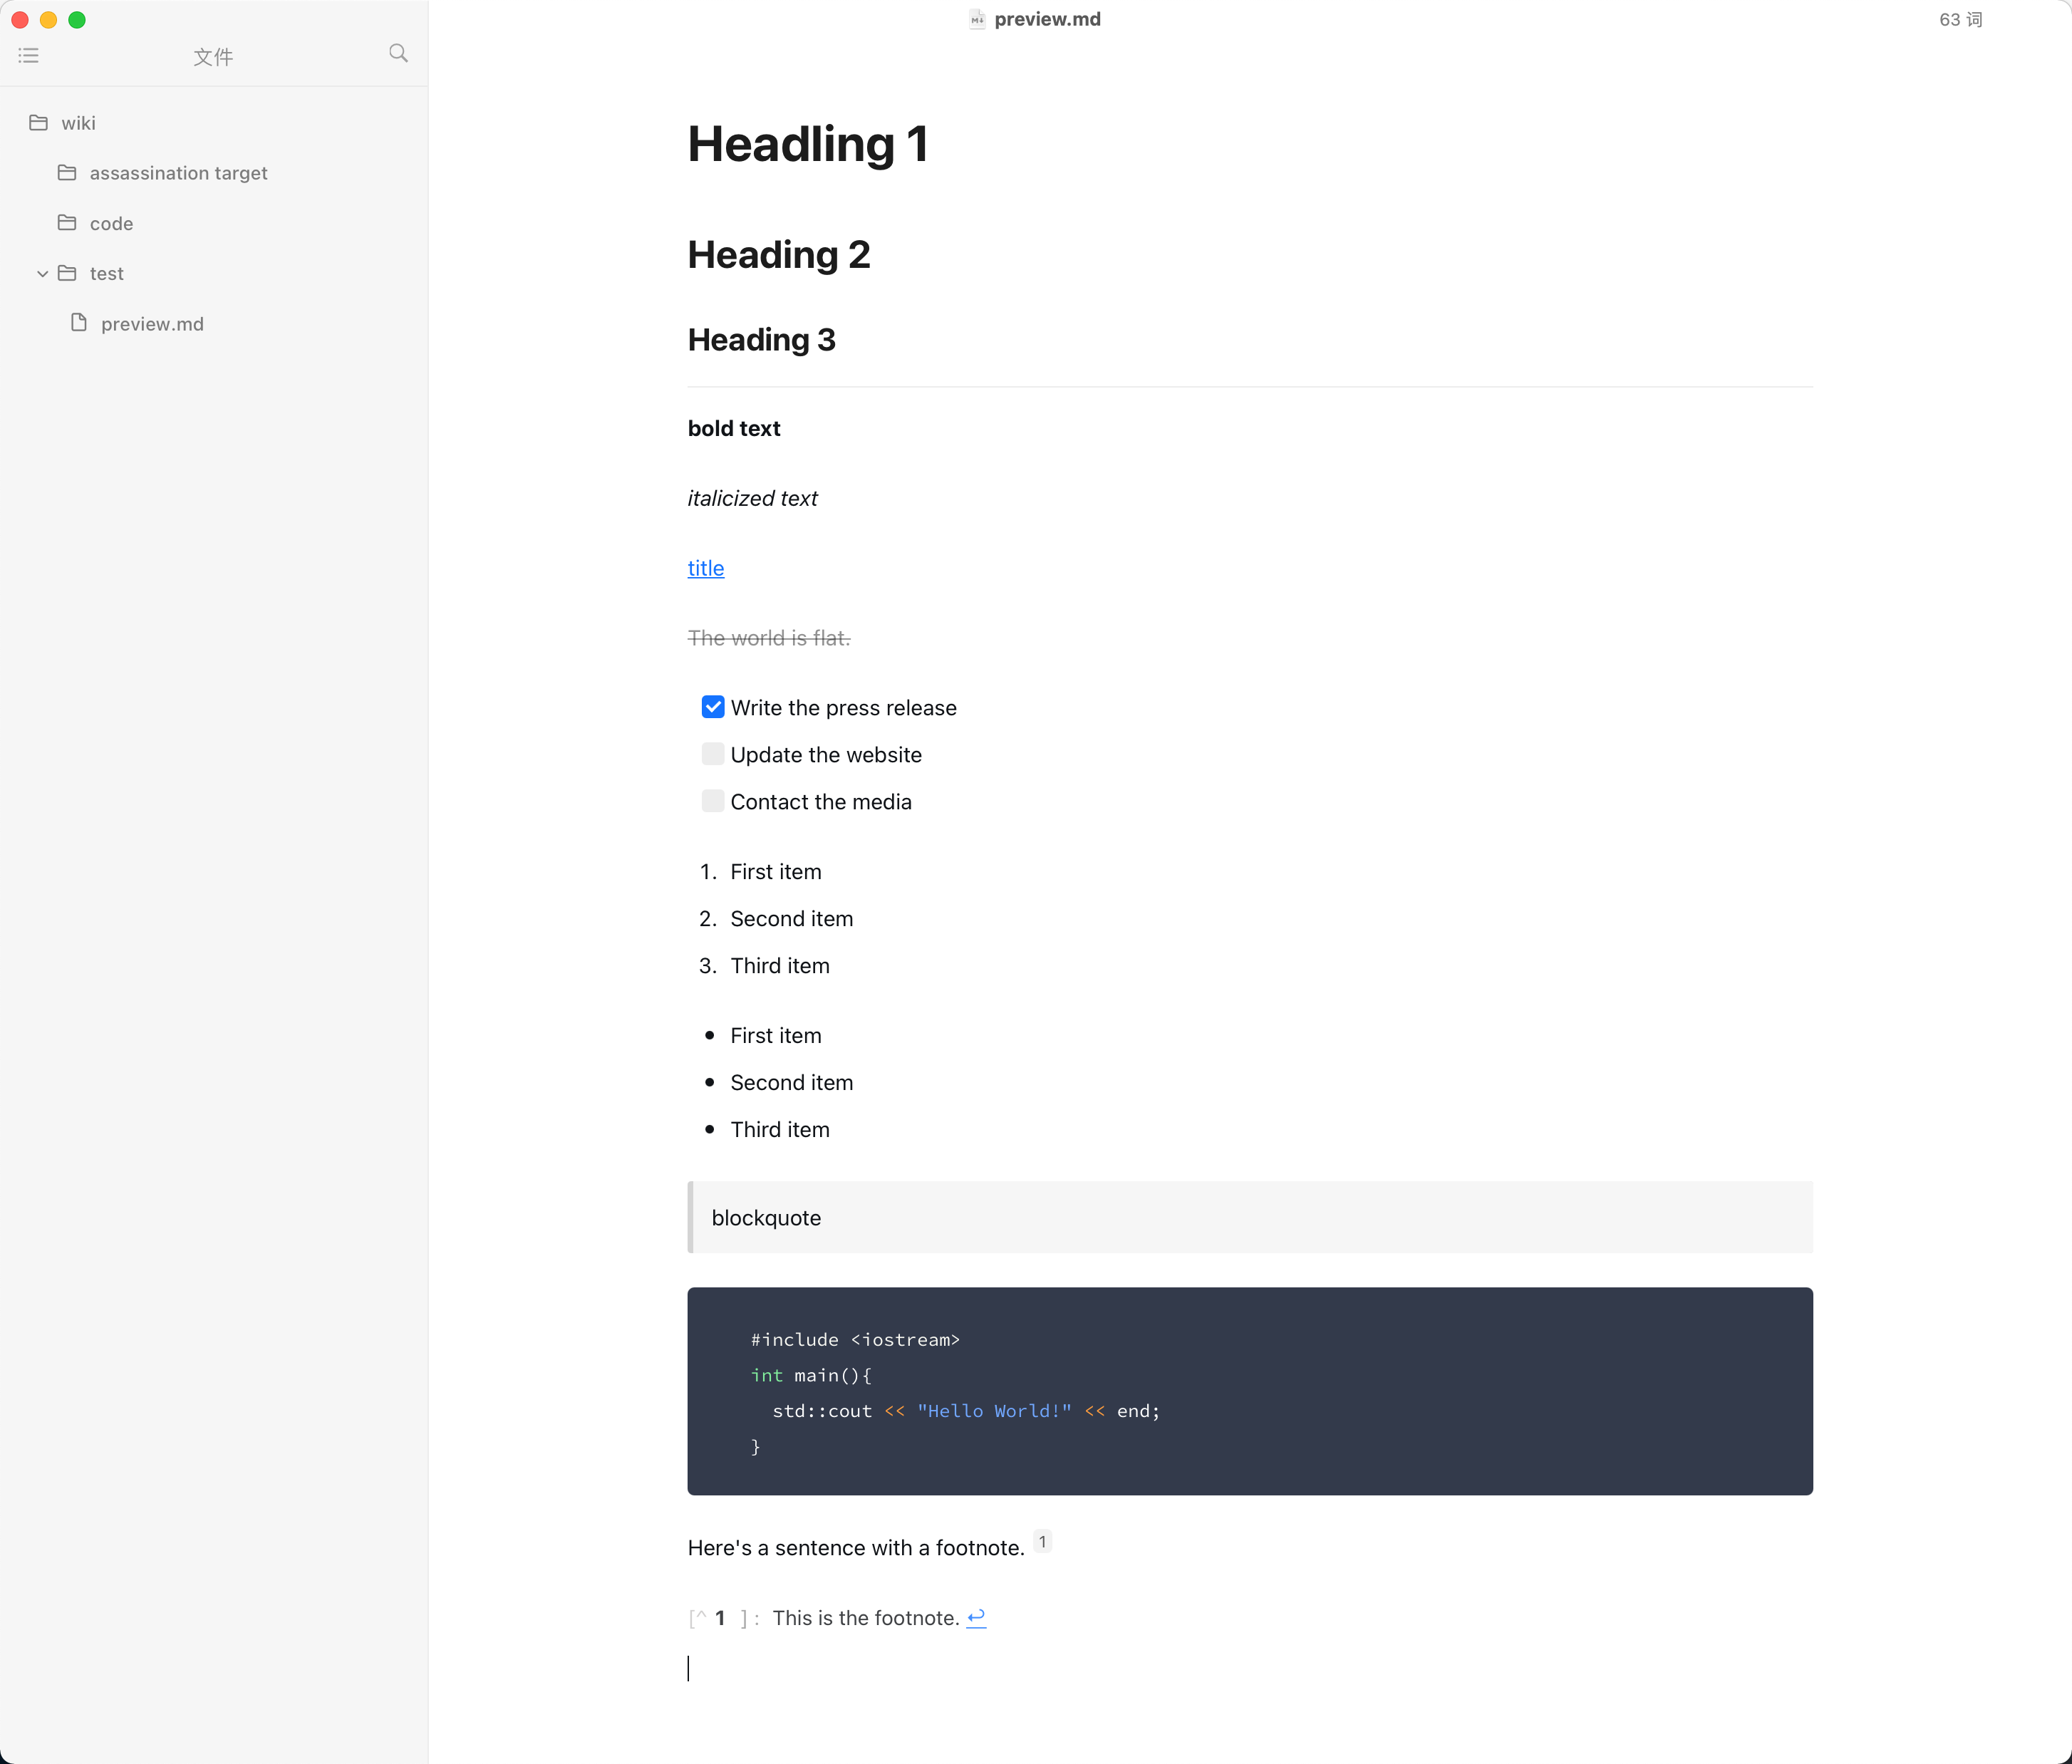 文件
wiki
assassination target
code
test
preview.md
preview.md
63 词
Headling 1
Heading 2
Heading 3
bold text
italicized text
title
The world is flat.
Write the press release
Update the website
Contact the media
1. First item
2. Second item
3. Third item
• First item
• Second item
• Third item
blockquote
#include <iostream>
int main(){
  std::cout << "Hello World!" << end;
}
Here's a sentence with a footnote. 1
[^ 1 ]: This is the footnote. ↩